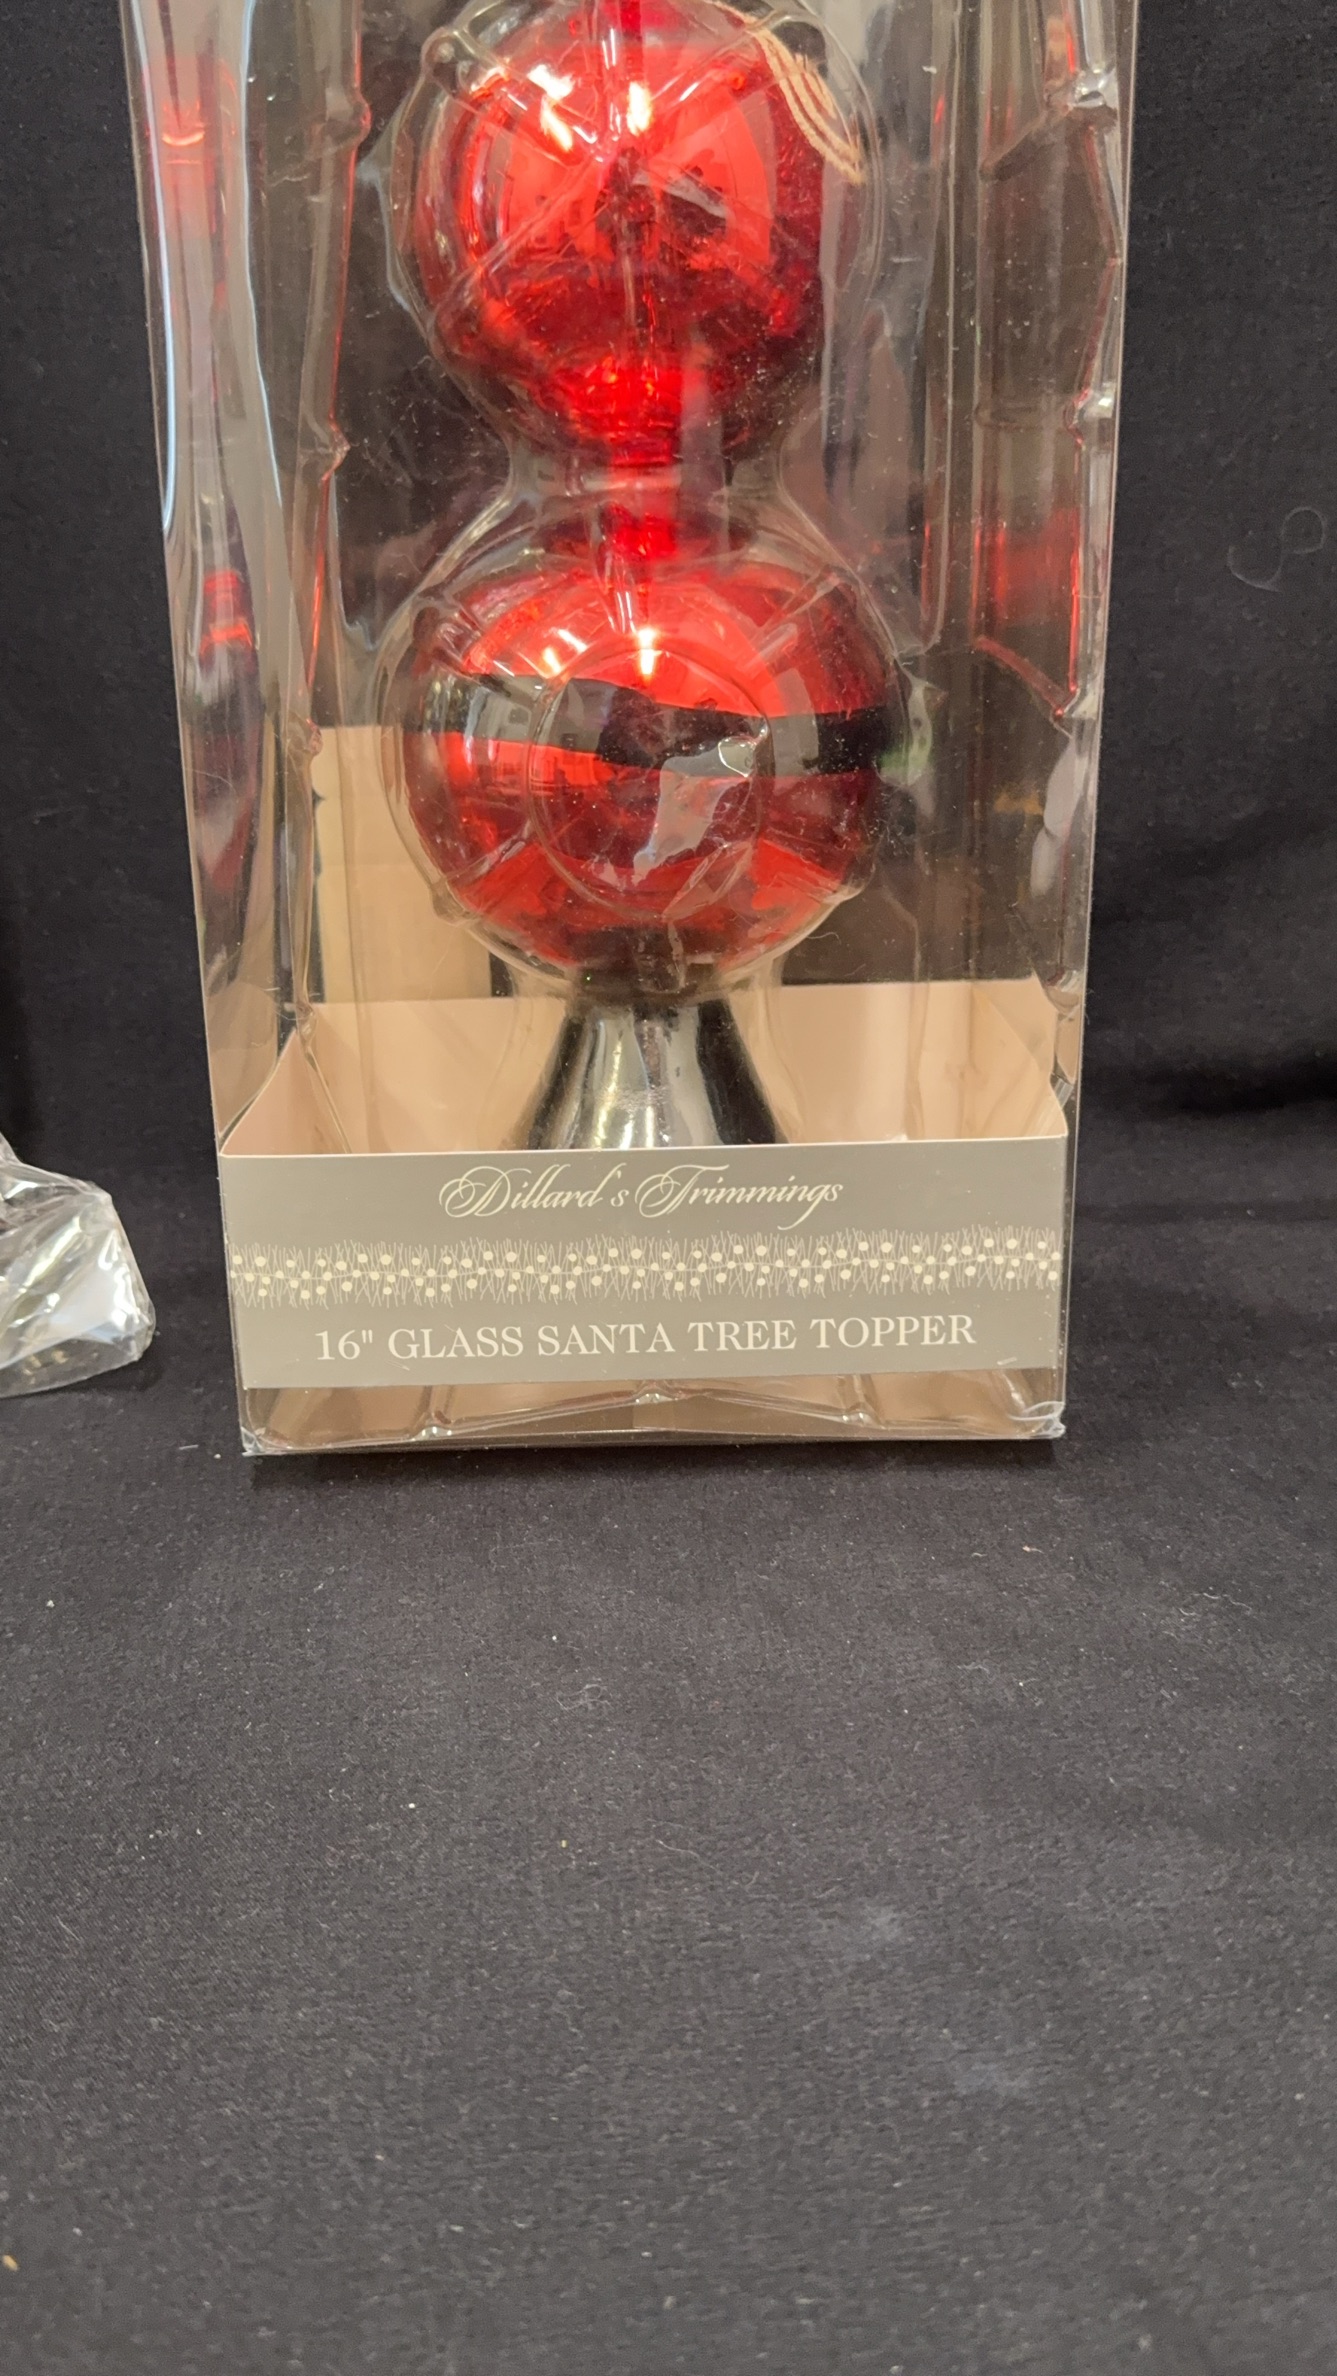 Dillard's Trimmings
16" GLASS SANTA TREE TOPPER